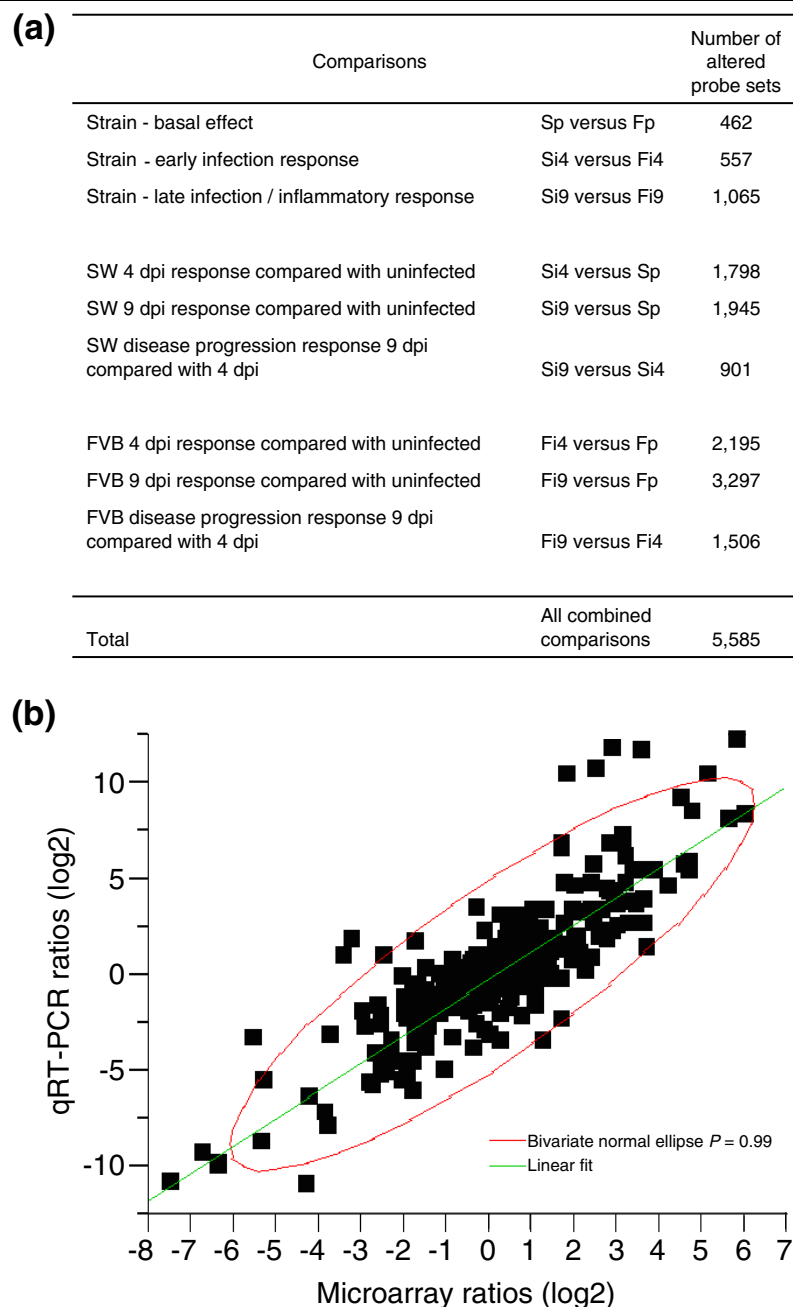 (a)
Comparisons
Number of
altered
probe sets
Strain - basal effect Sp versus Fp 462
Strain - early infection response Si4 versus Fi4 557
Strain - late infection / inflammatory response Si9 versus Fi9 1,065
SW 4 dpi response compared with uninfected Si4 versus Sp 1,798
SW 9 dpi response compared with uninfected Si9 versus Sp 1,945
SW disease progression response 9 dpi
compared with 4 dpi Si9 versus Si4 901
FVB 4 dpi response compared with uninfected Fi4 versus Fp 2,195
FVB 9 dpi response compared with uninfected Fi9 versus Fp 3,297
FVB disease progression response 9 dpi
compared with 4 dpi Fi9 versus Fi4 1,506
All combined
Total comparisons 5,585
(b)
qRT-PCR ratios (log2)
10
5
0
-5
-10
Bivariate normal ellipse P = 0.99
Linear fit
-8 -7 -6 -5 -4 -3 -2 -1 0 1 2 3 4 5 6 7
Microarray ratios (log2)